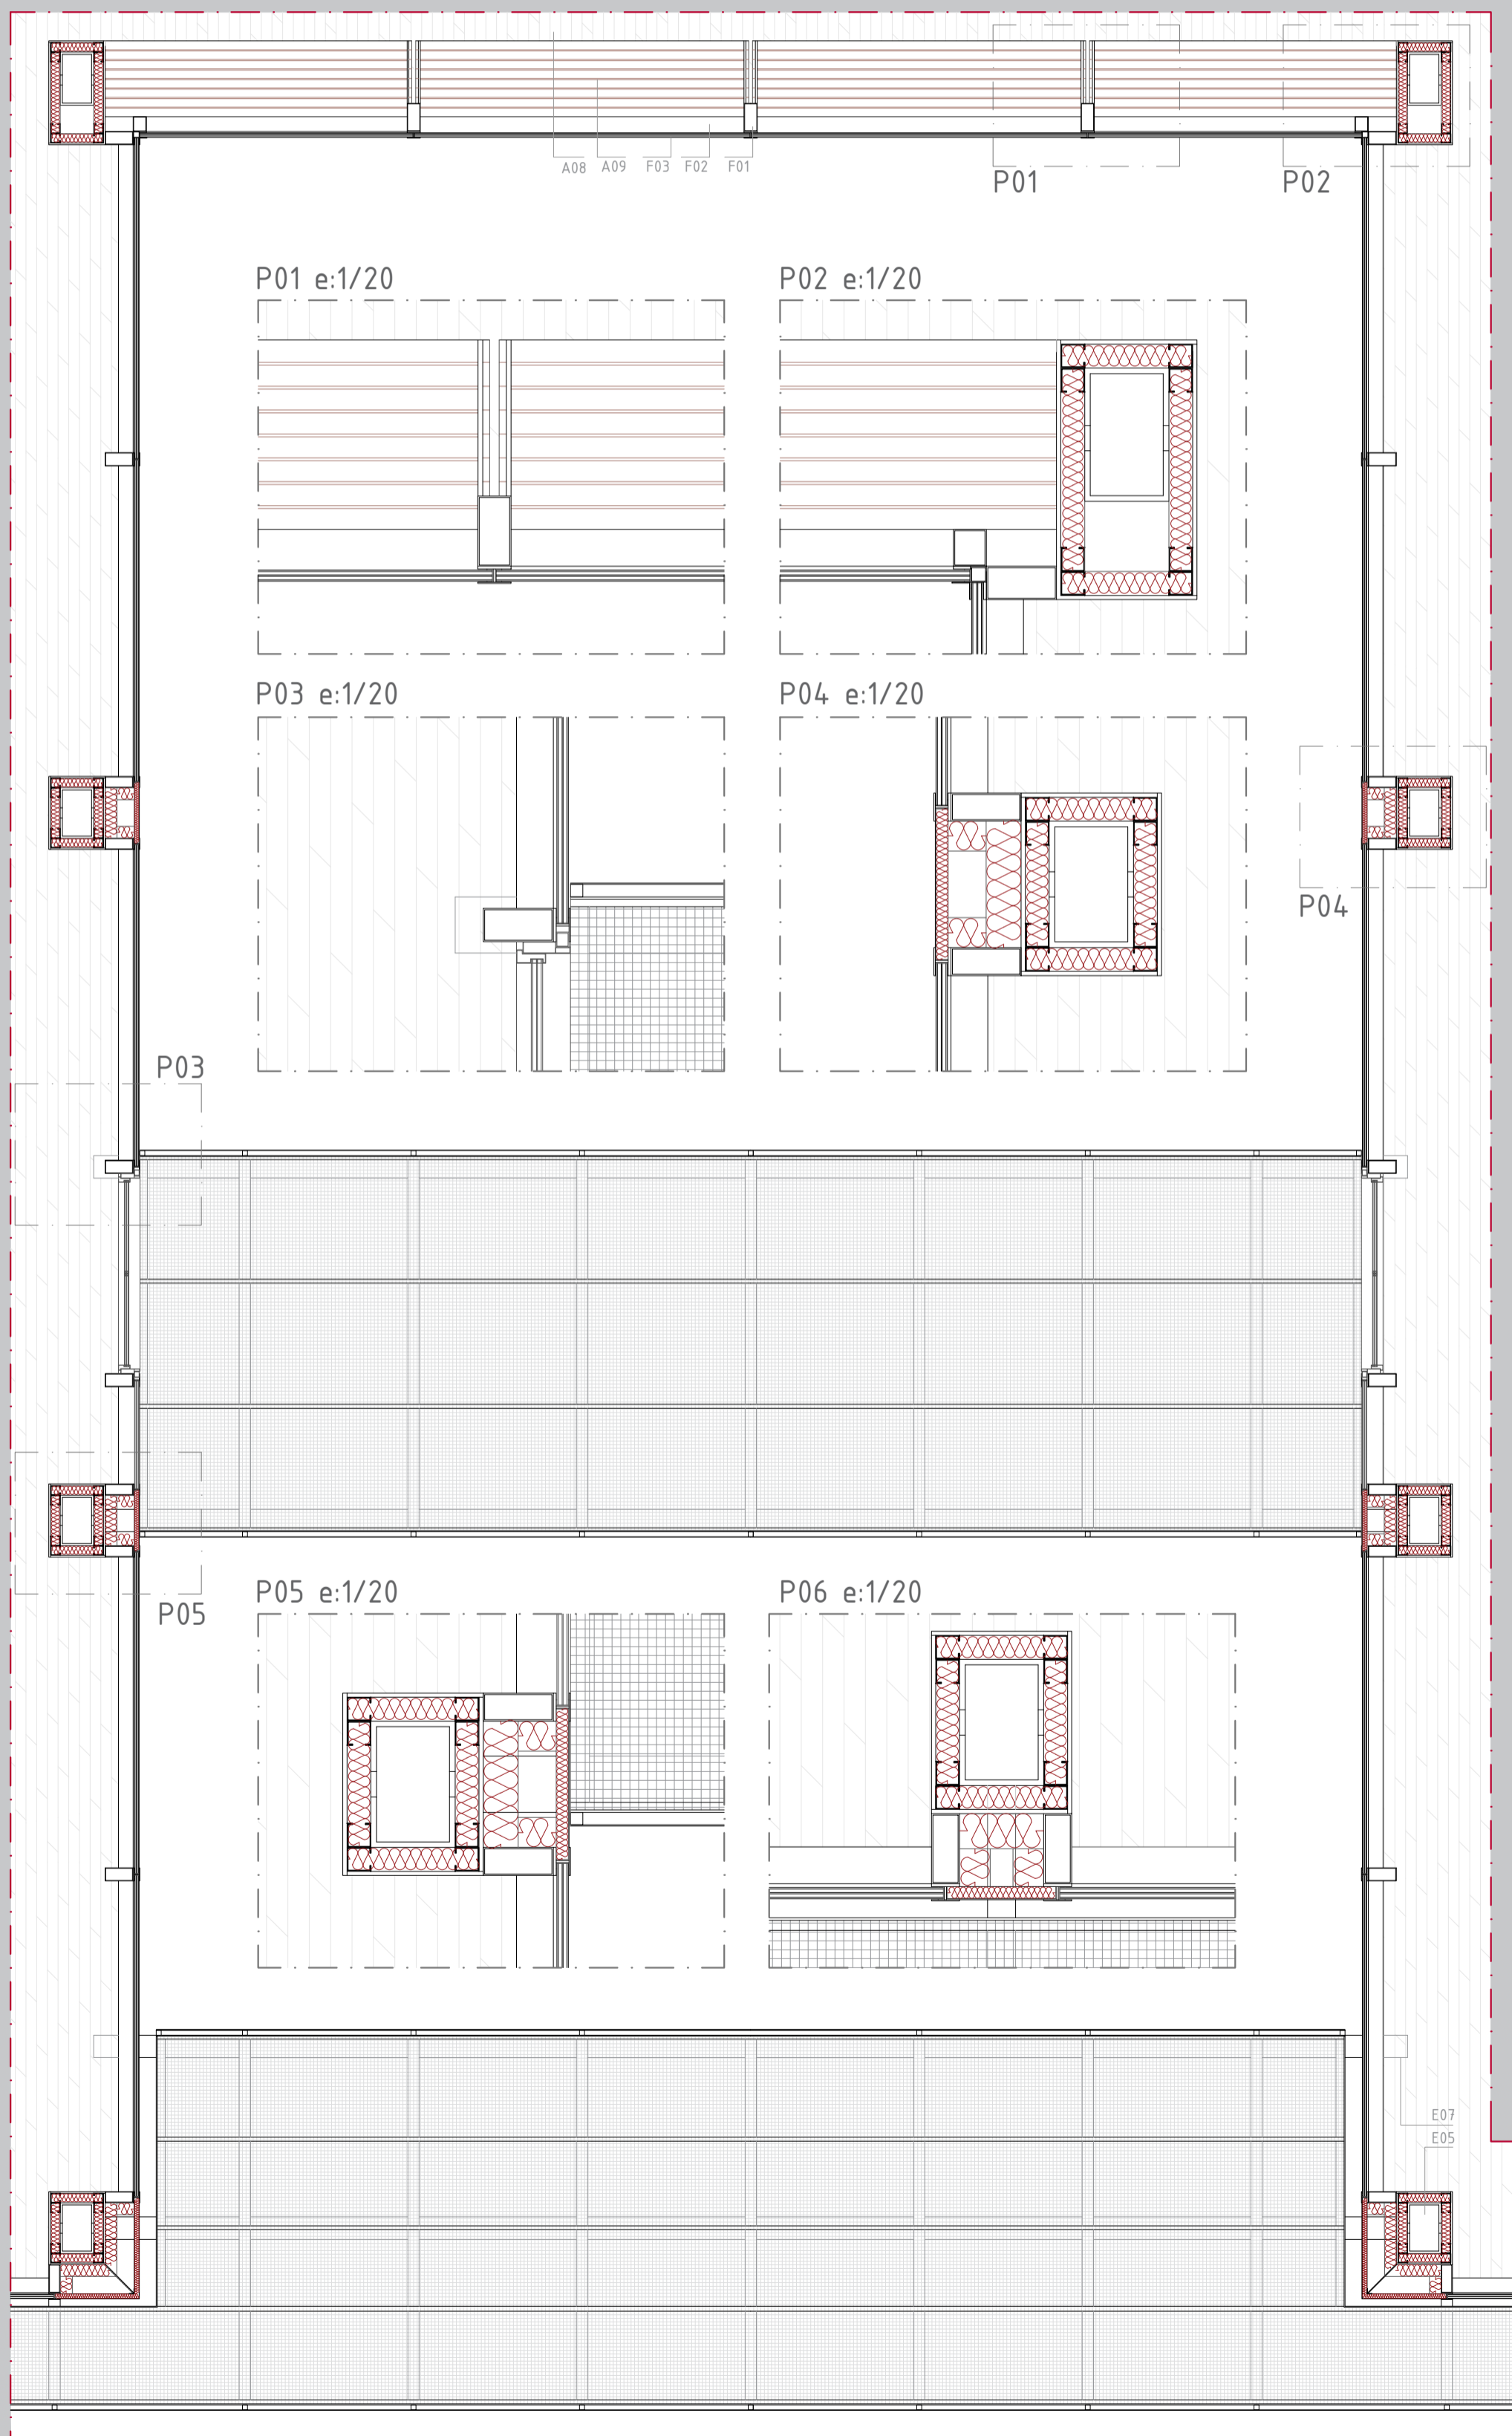 A08 A09 F03 F02 F01
P01 P02
P01 e:1/20 P02 e:1/20
P03 e:1/20 P04 e:1/20
P04
P03
P05 e:1/20 P06 e:1/20
P05
E07
E05